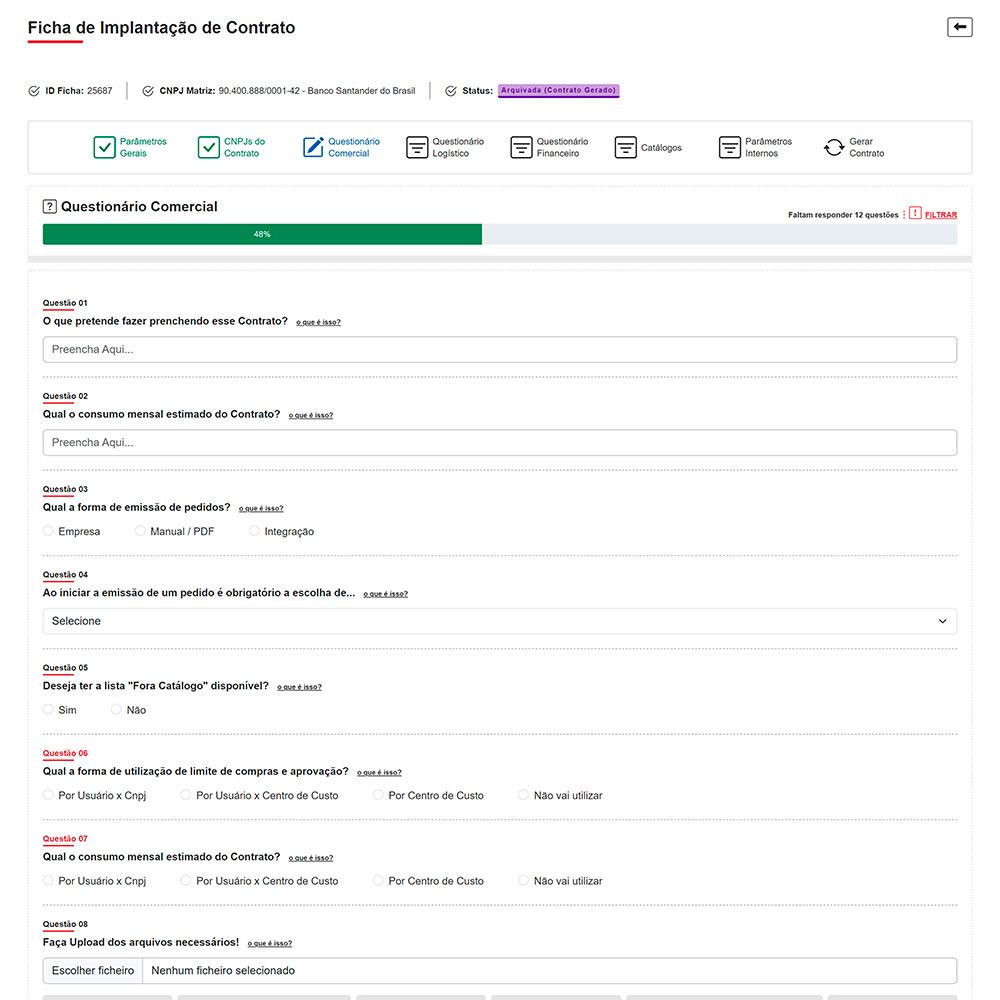 Ficha de Implantação de Contrato
ID Ficha: 25687
CNPJ Matriz: 90.400.888/0001-42 - Banco Santander do Brasil
Status: Arquivada (Contrato Gerado)
Parâmetros
Gerais
CNPJs do
Contrato
Questionário
Comercial
Questionário
Logístico
Questionário
Financeiro
Catálogos
Parâmetros
Internos
Gerar
Contrato
? Questionário Comercial
Faltam responder 12 questões : ! FILTRAR
48%
Questão 01
O que pretende fazer prenchendo esse Contrato? o que é isso?
Preencha Aqui...
Questão 02
Qual o consumo mensal estimado do Contrato? o que é isso?
Preencha Aqui...
Questão 03
Qual a forma de emissão de pedidos? o que é isso?
Empresa Manual / PDF Integração
Questão 04
Ao iniciar a emissão de um pedido é obrigatório a escolha de... o que é isso?
Selecione
Questão 05
Deseja ter a lista "Fora Catálogo" disponível? o que é isso?
Sim Não
Questão 06
Qual a forma de utilização de limite de compras e aprovação? o que é isso?
Por Usuário x Cnpj Por Usuário x Centro de Custo Por Centro de Custo Não vai utilizar
Questão 07
Qual o consumo mensal estimado do Contrato? o que é isso?
Por Usuário x Cnpj Por Usuário x Centro de Custo Por Centro de Custo Não vai utilizar
Questão 08
Faça Upload dos arquivos necessários! o que é isso?
Escolher ficheiro Nenhum ficheiro selecionado